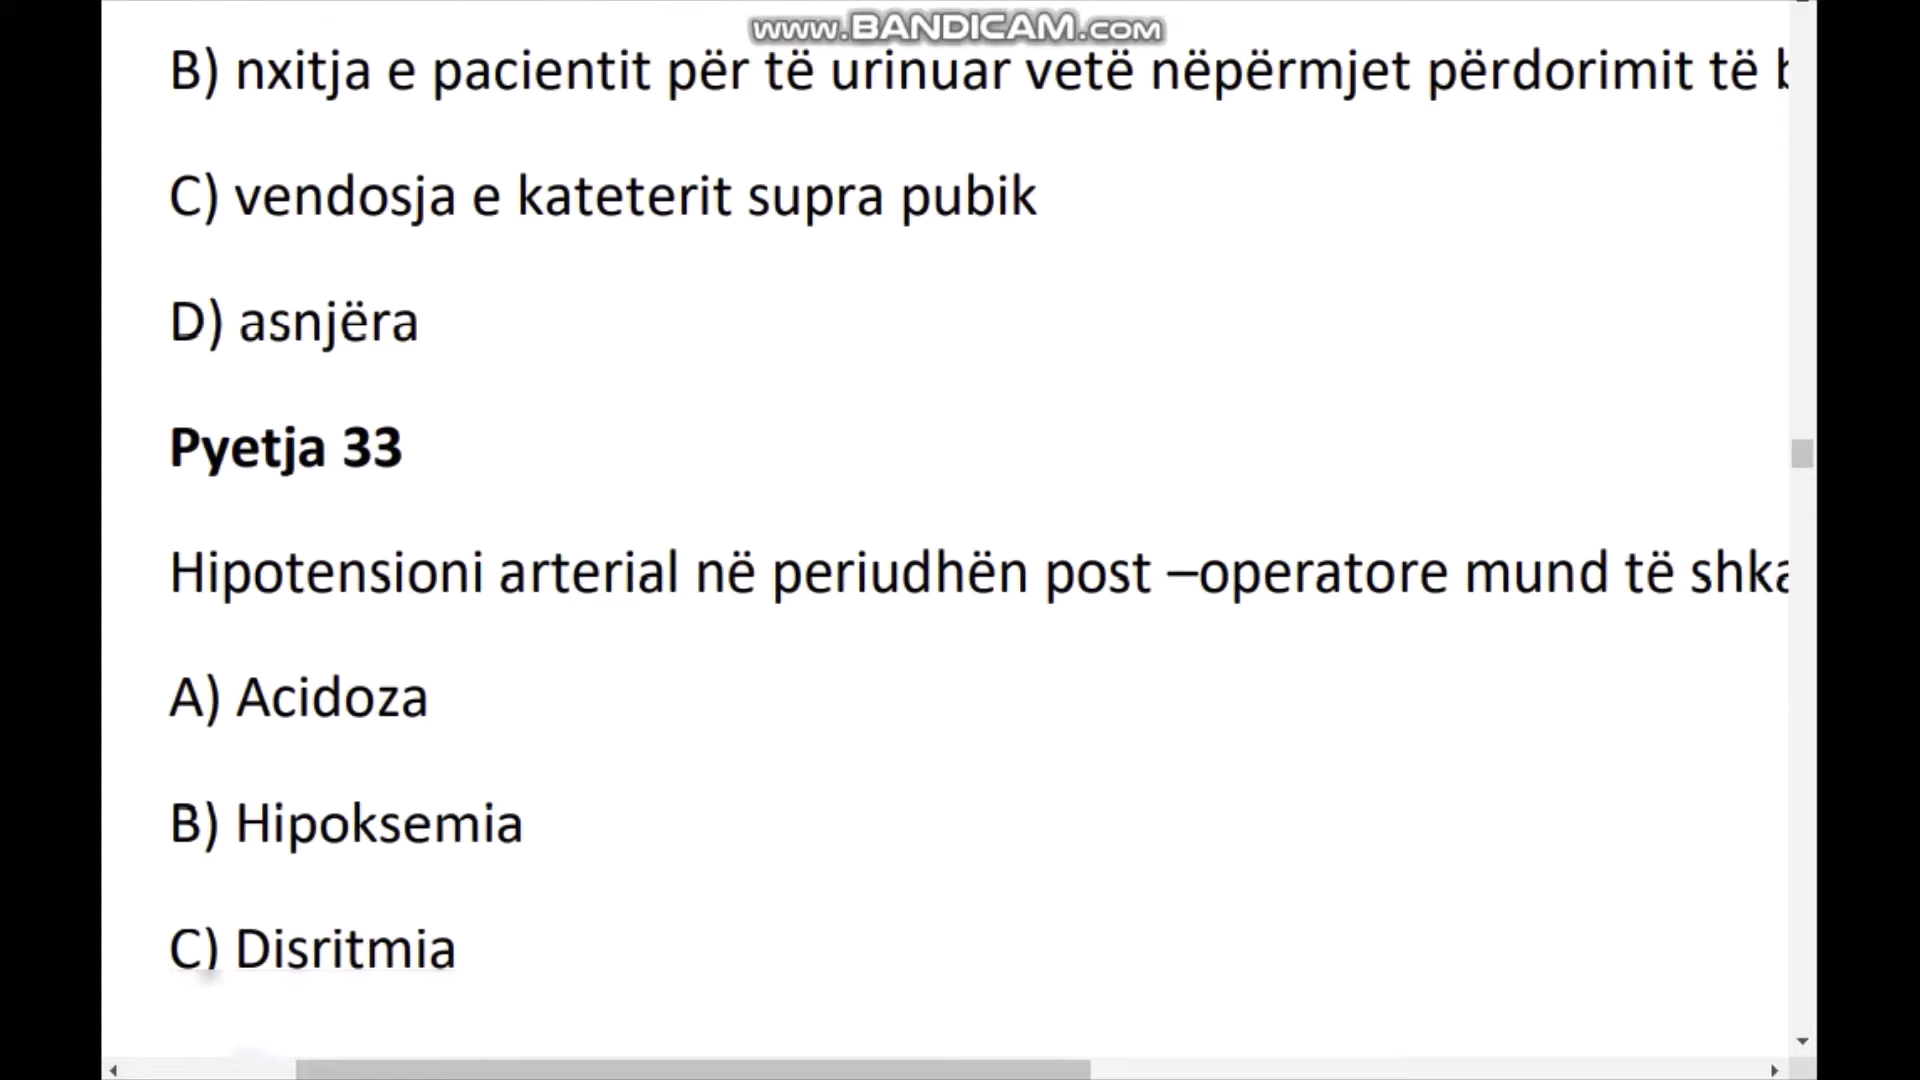 www.BANDICAM.com
B) nxitja e pacientit për të urinuar vetë nëpërmjet përdorimit të
C) vendosja e kateterit supra pubik
D) asnjëra
Pyetja 33
Hipotensioni arterial në periudhën post –operatore mund të
A) Acidoza
B) Hipoksemia
C) Disritmia